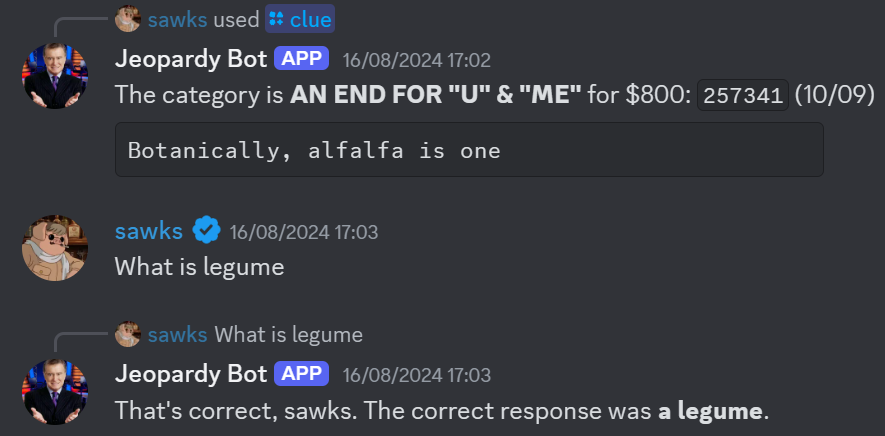 sawks used clue
Jeopardy Bot APP 16/08/2024 17:02
The category is AN END FOR "U" & "ME" for $800: 257341 (10/09)
Botanically, alfalfa is one
sawks 16/08/2024 17:03
What is legume
sawks What is legume
Jeopardy Bot APP 16/08/2024 17:03
That's correct, sawks. The correct response was a legume.